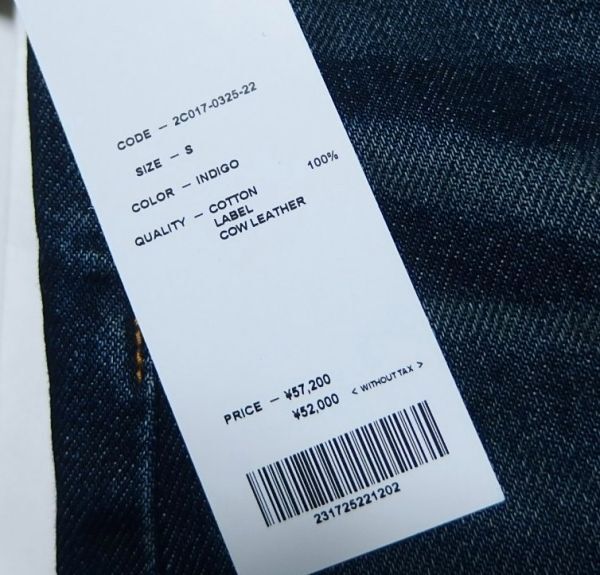 CODE — 2C017-0325-22
SIZE — S
COLOR — INDIGO
QUALITY — COTTON 100%
LABEL
COW LEATHER
PRICE — ¥57,200
¥52,000 < WITHOUT TAX >
231725221202